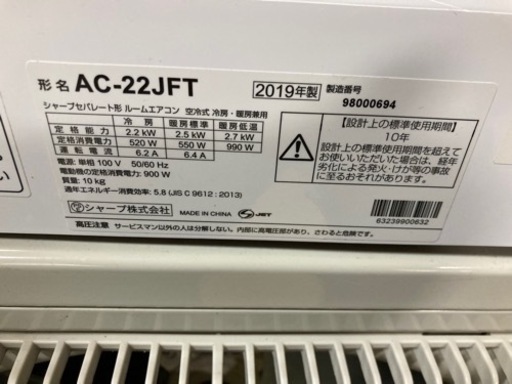 形名 AC-22JFT 2019年製 製造番号 98000694
シャープセパレート形 ルームエアコン 空冷式 冷房・暖房兼用
冷房 暖房標準 暖房低温
定格能力 2.2 kW 2.5 kW 2.7 kW
定格消費電力 520 W 550 W 990 W
運転電流 6.2 A 6.4 A
電源: 単相 100 V 50/60 Hz
電動機の定格消費電力: 900 W
質量: 10 kg
通年エネルギー消費効率: 5.8 (JIS C 9612 : 2013)
シャープ株式会社 MADE IN CHINA JET
【設計上の標準使用期間】
10年
設計上の標準使用期間を超えて
お使いいただいた場合は、経年
劣化による発火・けが等の事故
に至るおそれがあります。
63239900632
高圧注意 サービスマン以外の人は分解しない。内部に高電圧部があり、さわると危険。